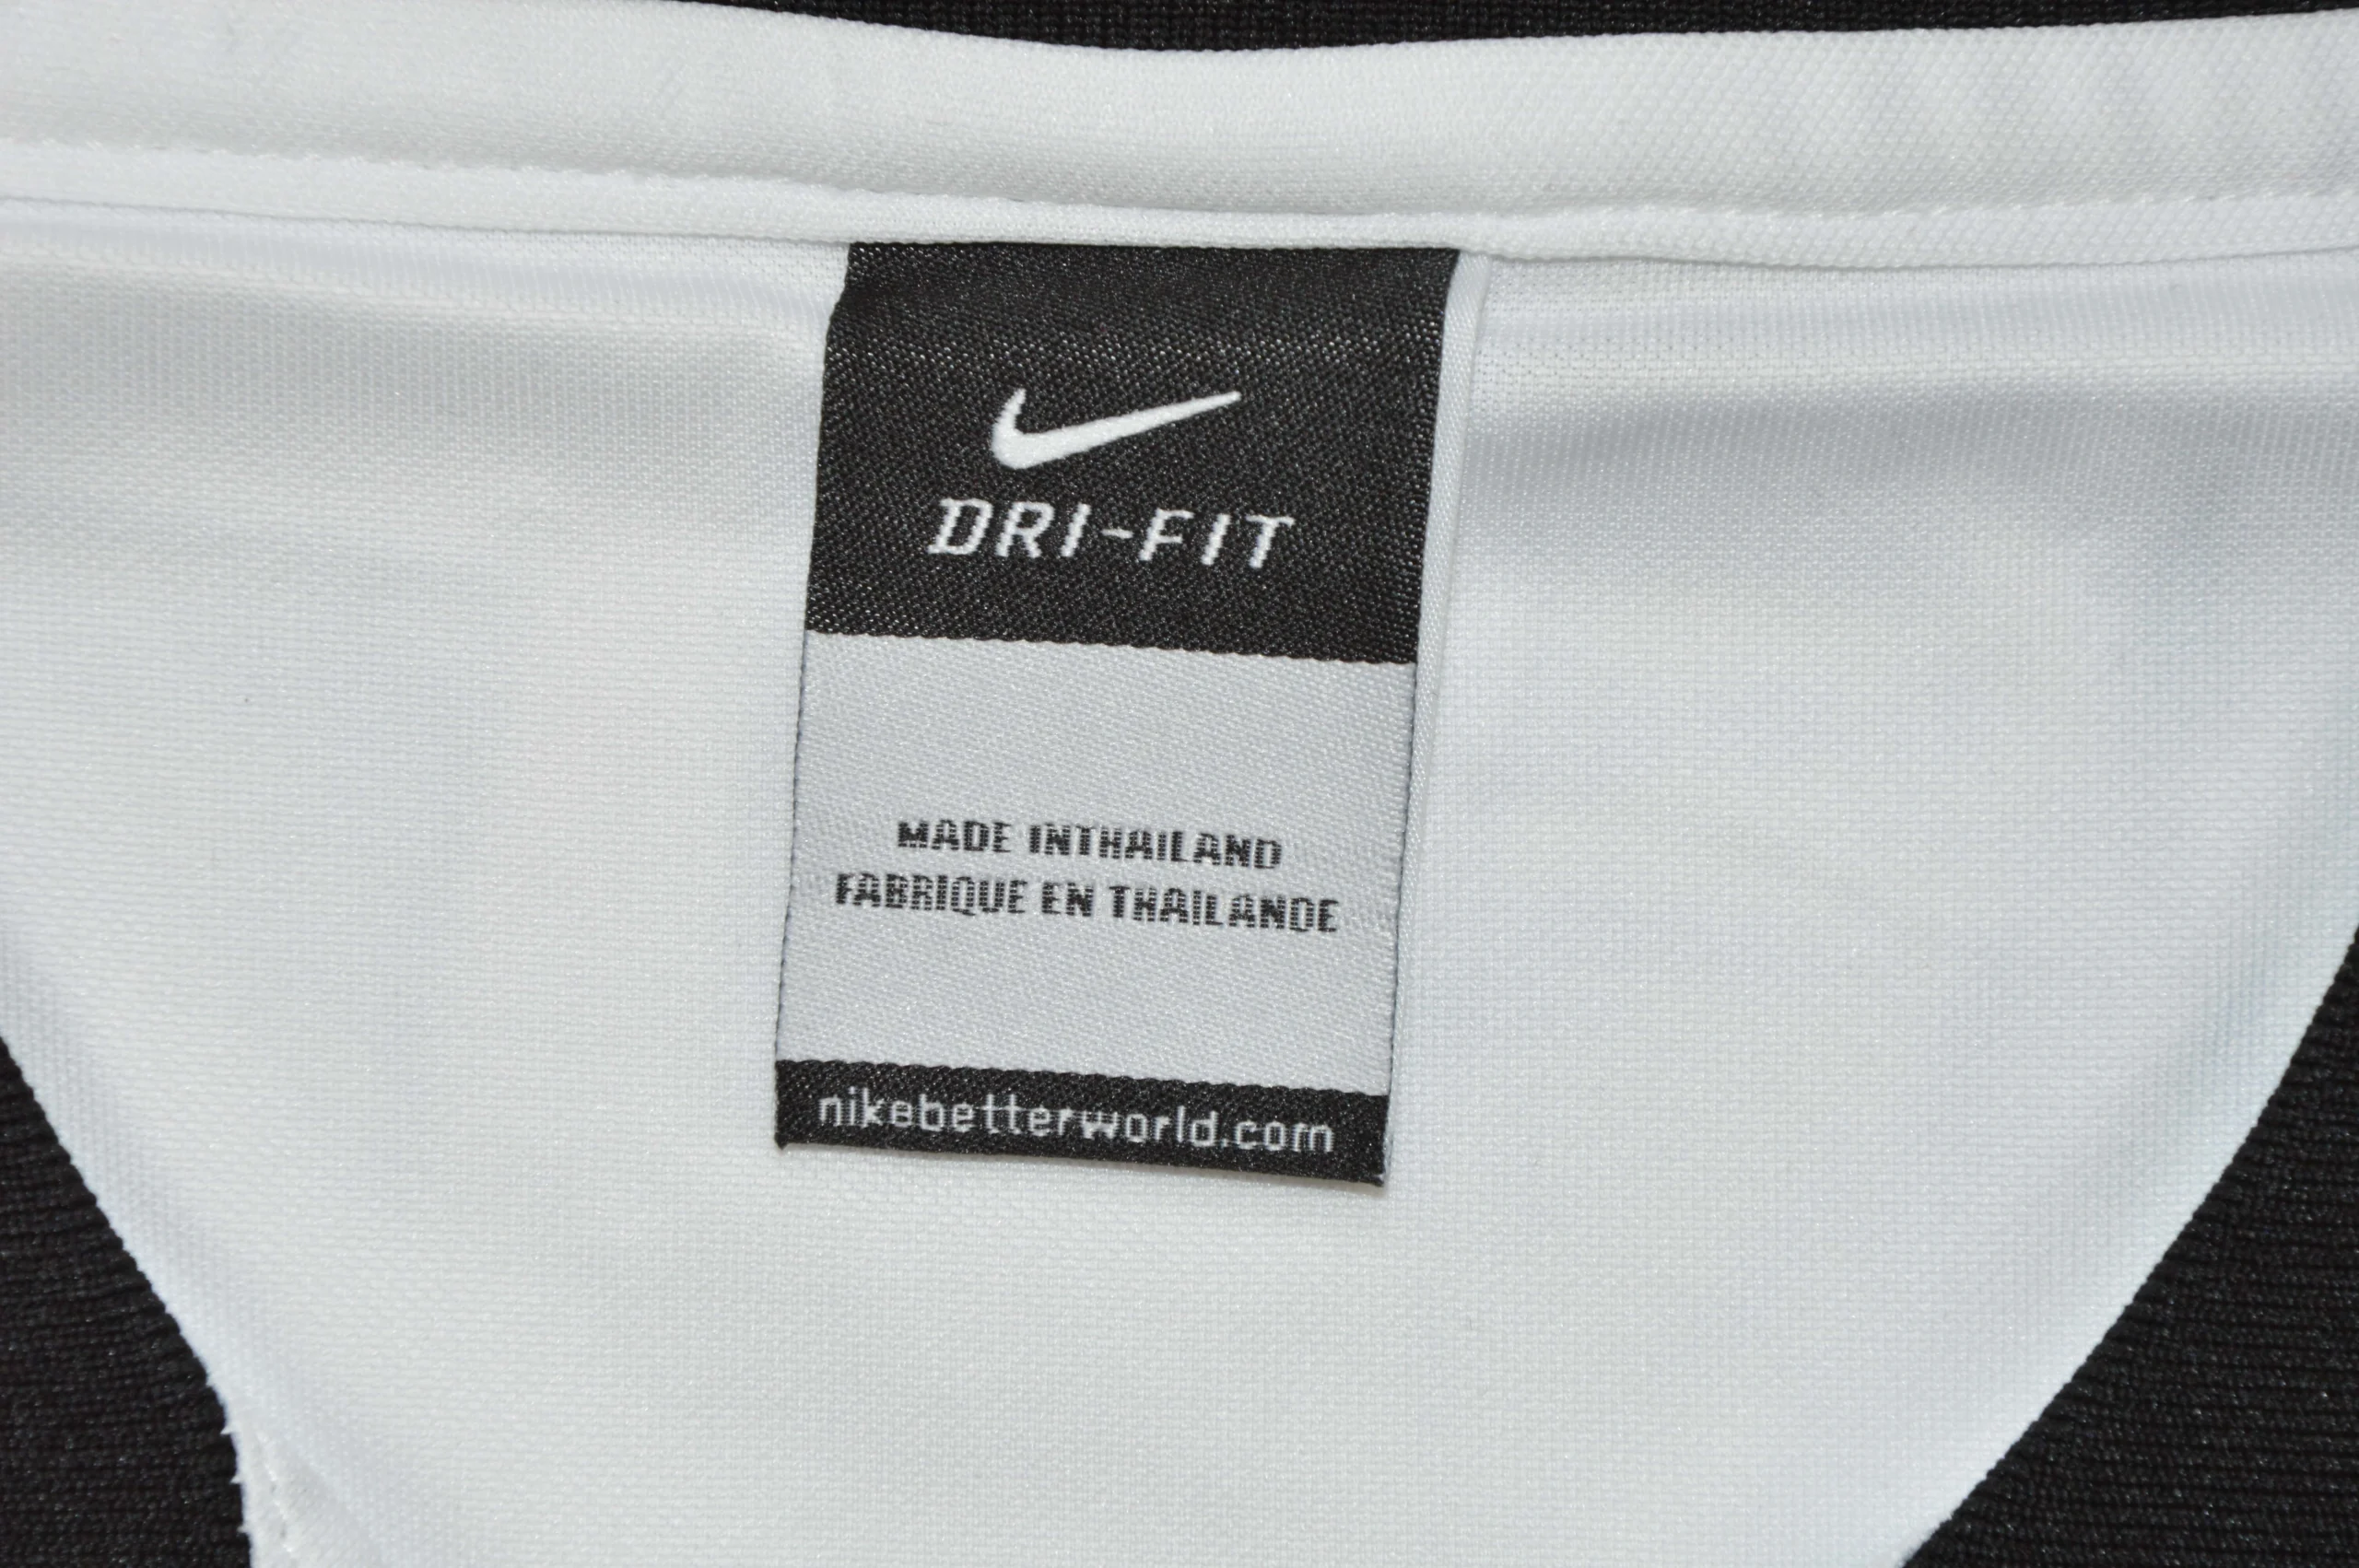 DRI-FIT
MADE INTHAILAND
FABRIQUE EN THAILANDE
nikebetterworld.com